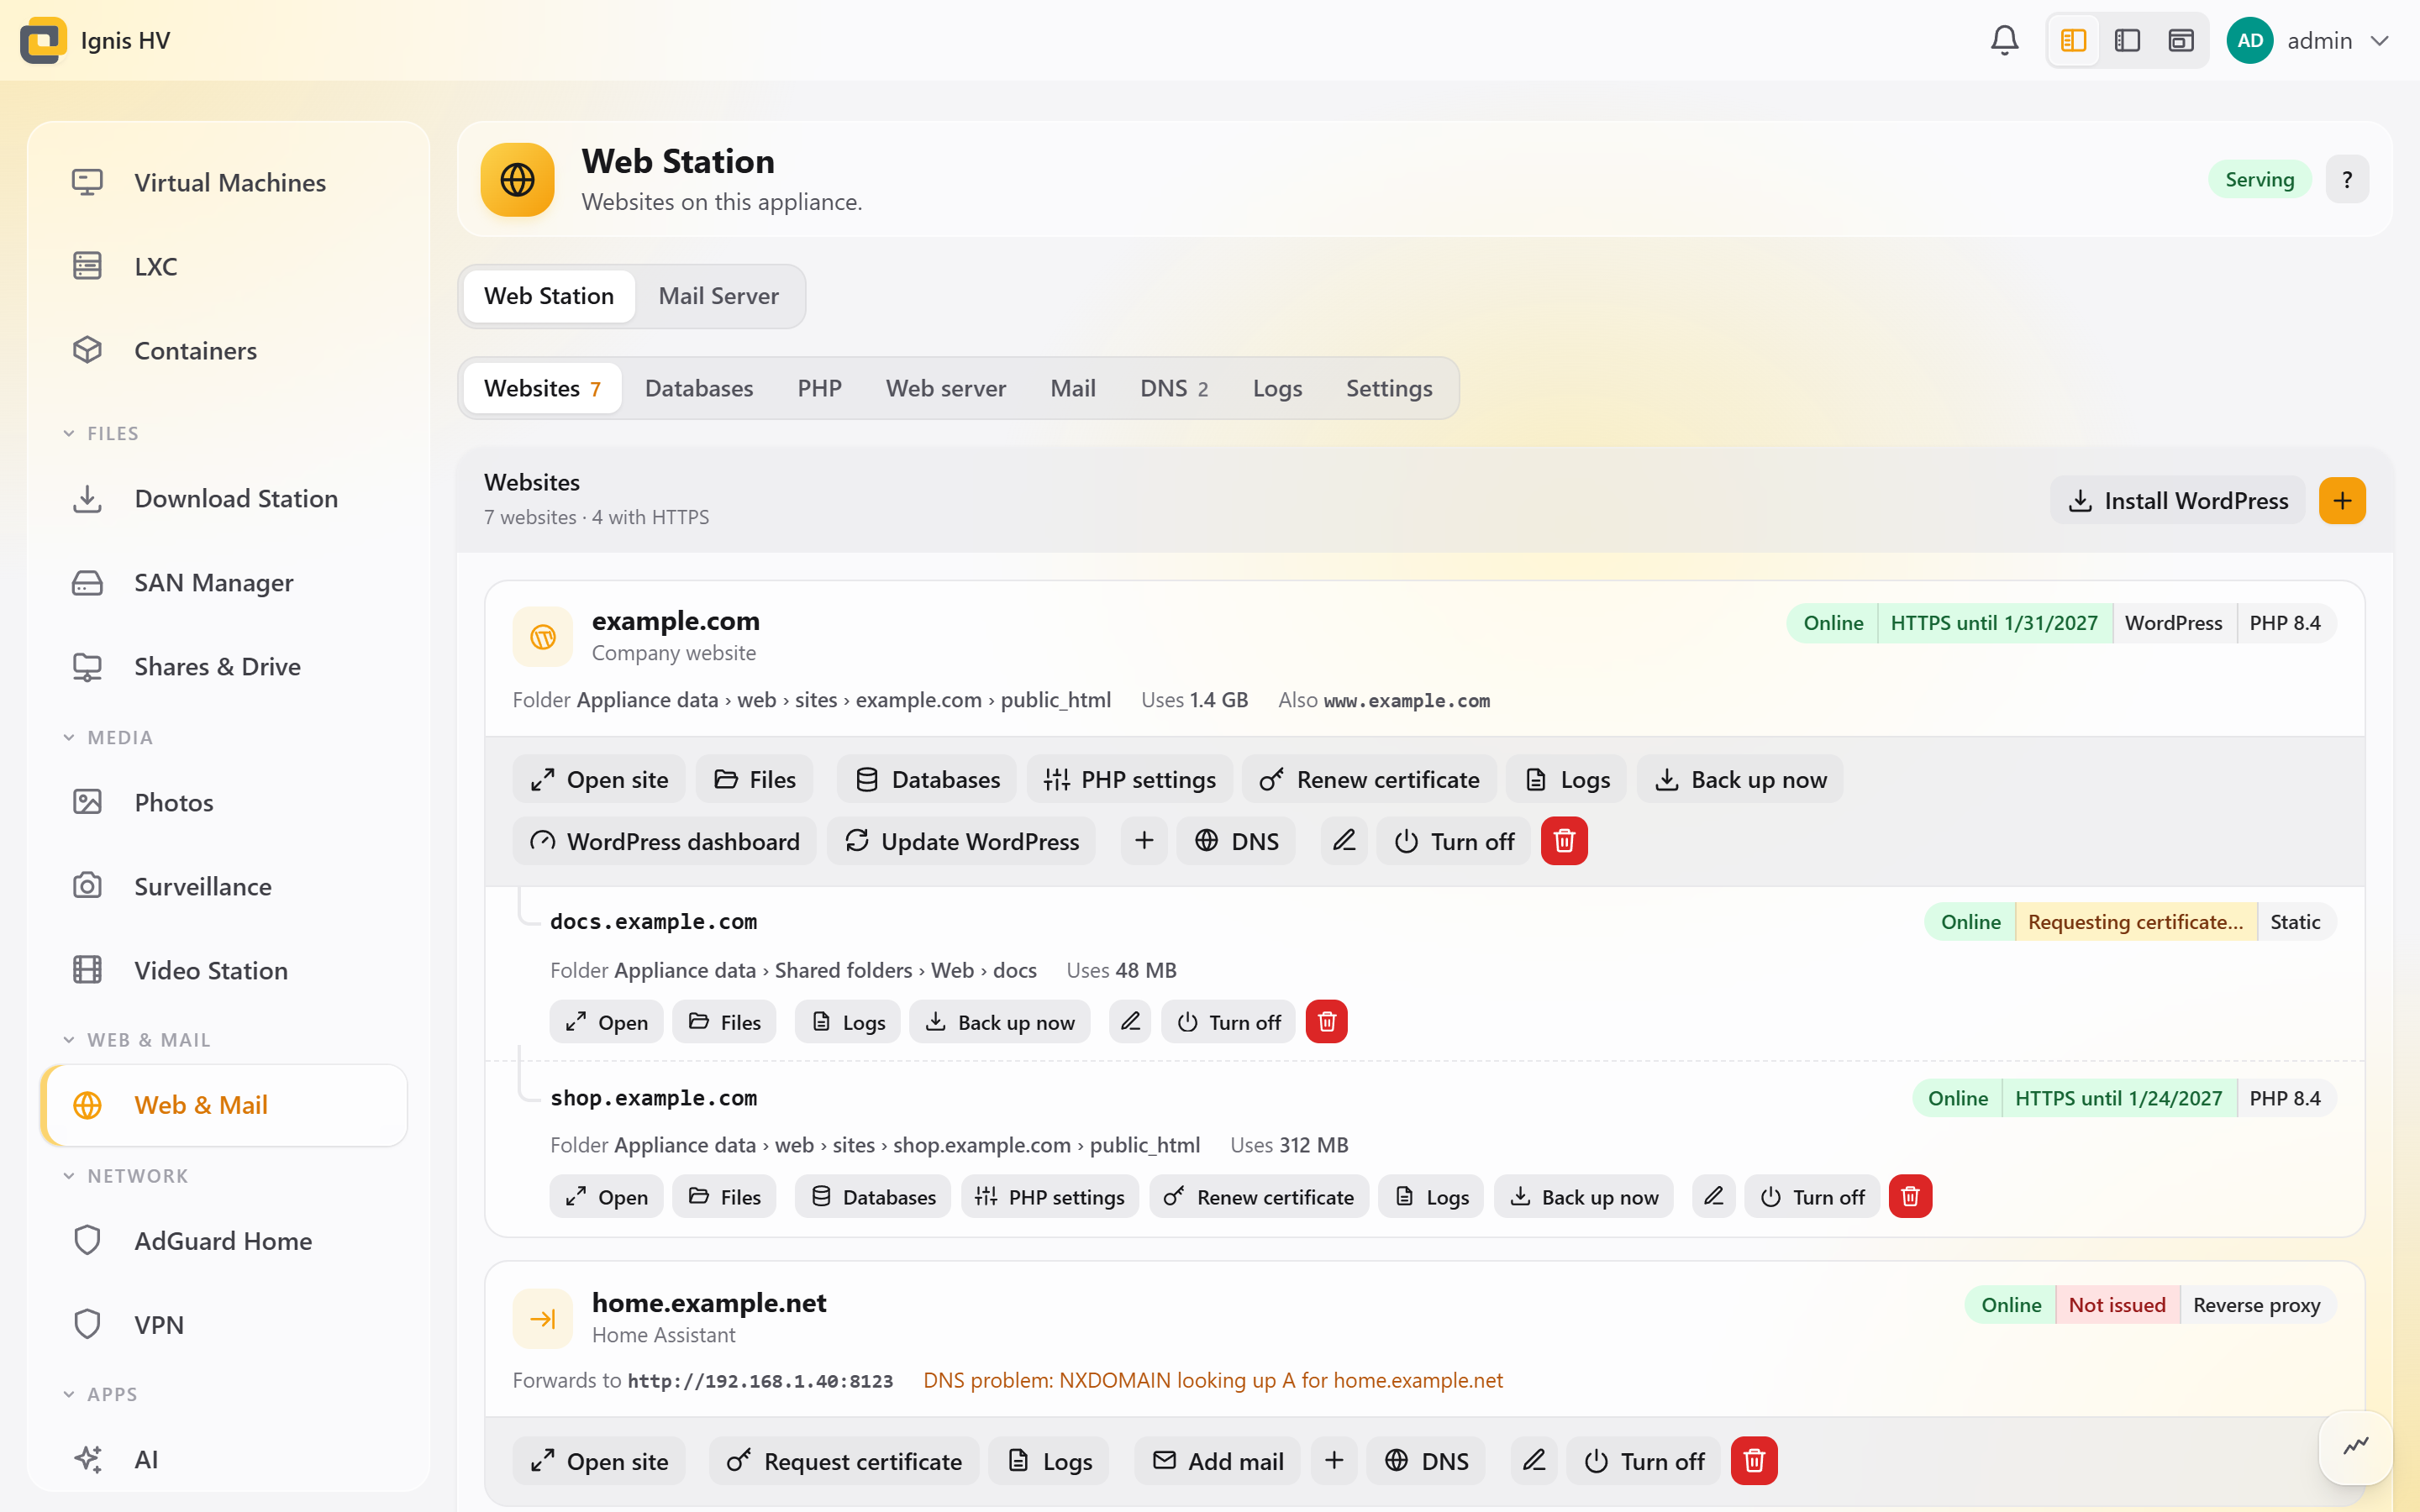 Ignis HV
AD admin
Virtual Machines
LXC
Containers
FILES
Download Station
SAN Manager
Shares & Drive
MEDIA
Photos
Surveillance
Video Station
WEB & MAIL
Web & Mail
NETWORK
AdGuard Home
VPN
APPS
AI
Web Station
Websites on this appliance.
Serving ?
Web Station Mail Server
Websites 7 Databases PHP Web server Mail DNS 2 Logs Settings
Websites
7 websites · 4 with HTTPS
Install WordPress +
example.com
Company website
Online HTTPS until 1/31/2027 WordPress PHP 8.4
Folder Appliance data › web › sites › example.com › public_html Uses 1.4 GB Also www.example.com
Open site Files Databases PHP settings Renew certificate Logs Back up now
WordPress dashboard Update WordPress + DNS Turn off
docs.example.com
Online Requesting certificate... Static
Folder Appliance data › Shared folders › Web › docs Uses 48 MB
Open Files Logs Back up now Turn off
shop.example.com
Online HTTPS until 1/24/2027 PHP 8.4
Folder Appliance data › web › sites › shop.example.com › public_html Uses 312 MB
Open Files Databases PHP settings Renew certificate Logs Back up now Turn off
home.example.net
Home Assistant
Online Not issued Reverse proxy
Forwards to http://192.168.1.40:8123 DNS problem: NXDOMAIN looking up A for home.example.net
Open site Request certificate Logs Add mail + DNS Turn off